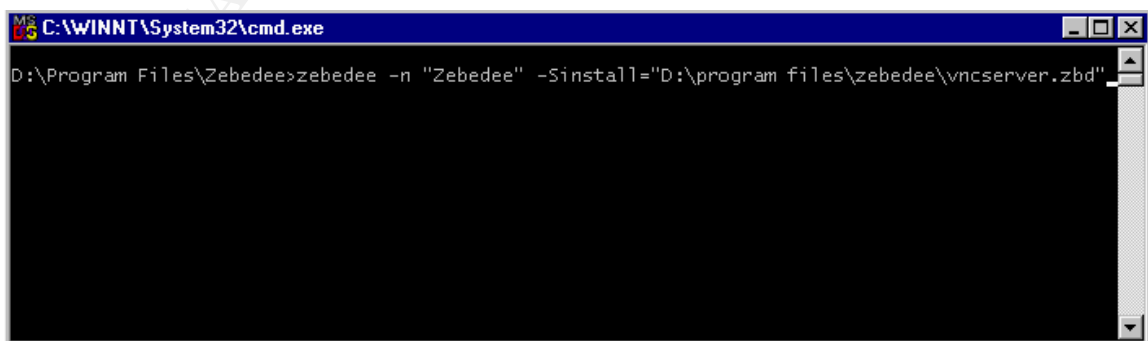 C:\WINNT\System32\cmd.exe
D:\Program Files\Zebedee>zebedee -n "Zebedee" -Sinstall="D:\program files\zebedee\vncserver.zbd"